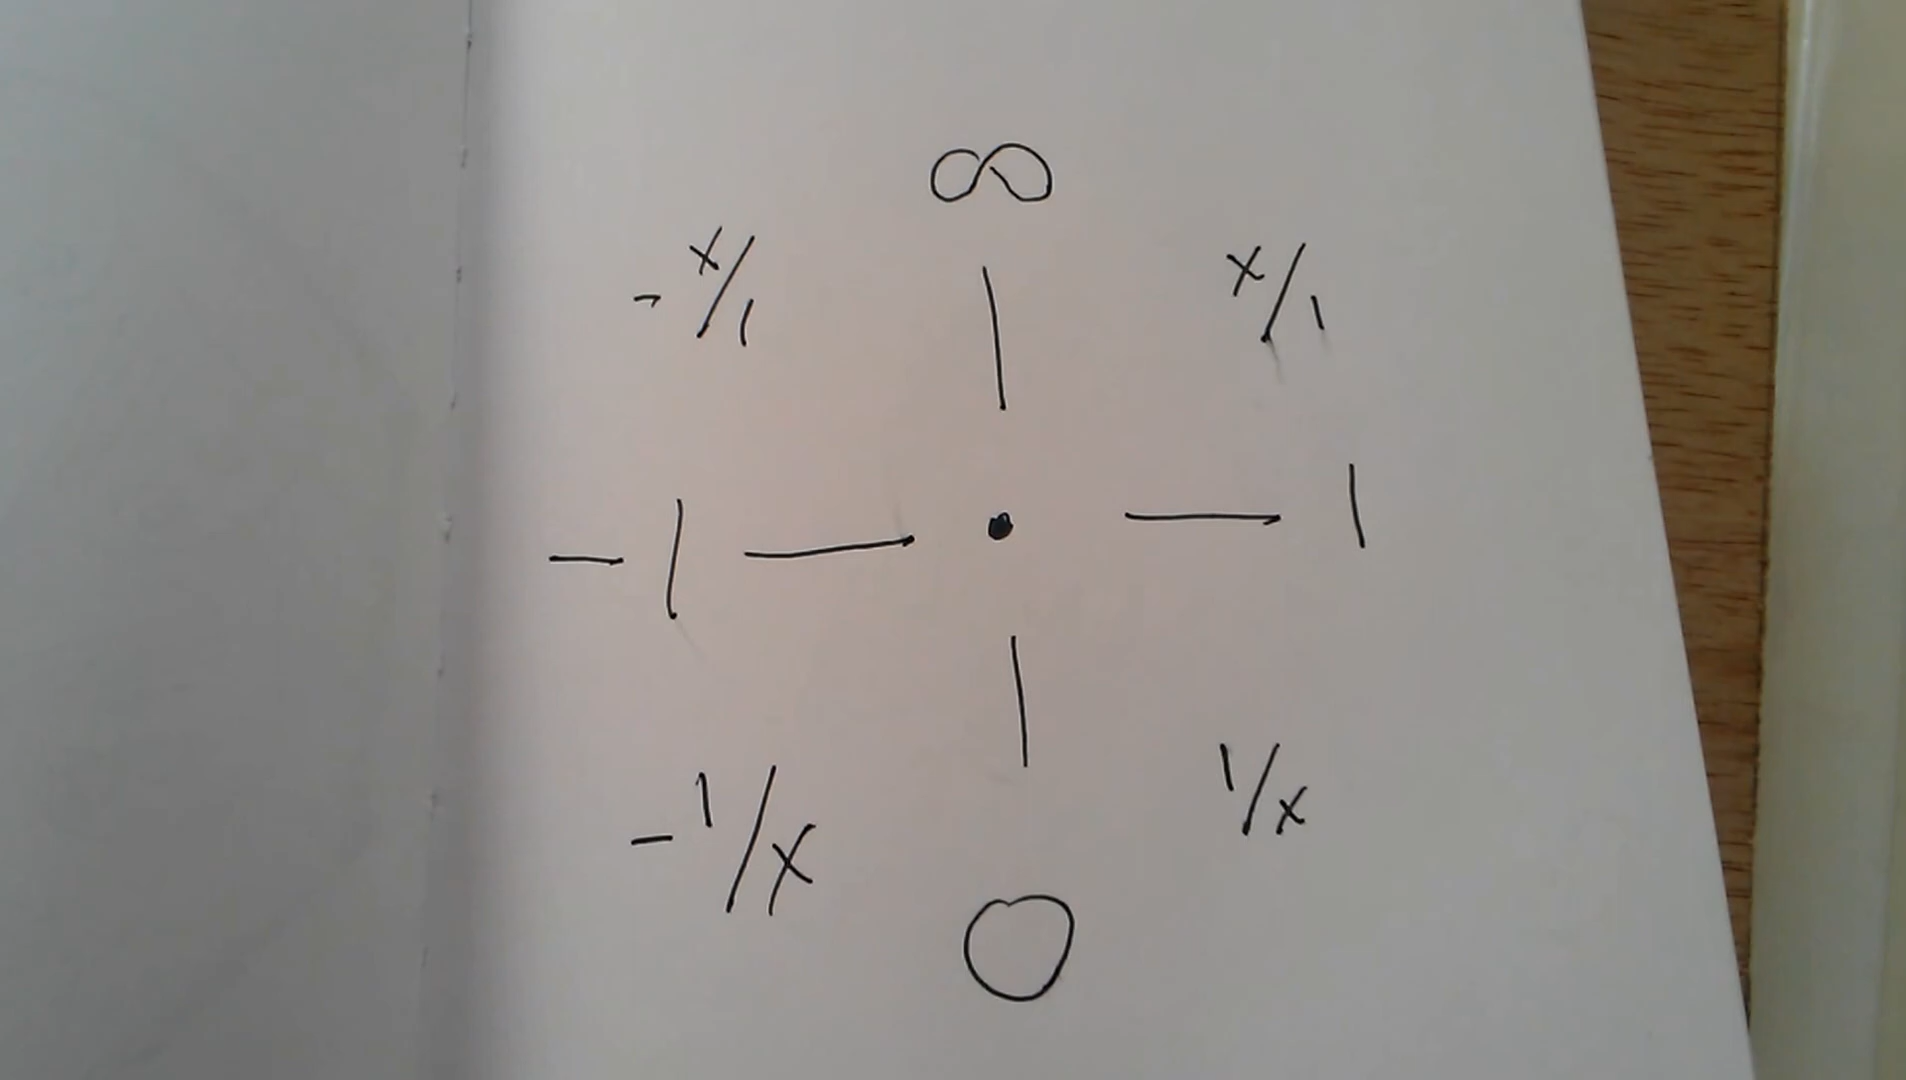 ∞
- x/1 x/1
-1 — • — 1
- 1/x 1/x
0